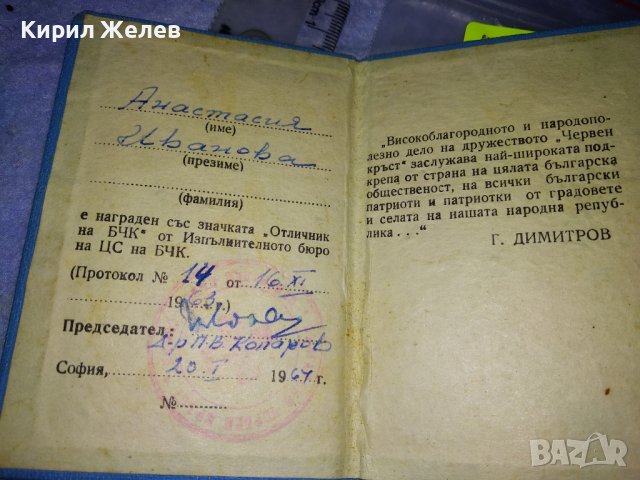 Кирил Желев
Анастасия
(име)
Иванова
(презиме)
(фамилия)
е награден със значката „Отличник
на БЧК" от Изпълнителното бюро
на ЦС на БЧК.
(Протокол № 14 от 16 XI
1963 г.)
Председател:
Д-р П. В. Коларов
София, 20 I 1964 г.
№
„Високоблагородното и народопо-
лезно дело на дружеството „Червен
кръст" заслужава най-широката под-
крепа от страна на цялата българска
общественост, на всички български
патриоти и патриотки от градовете
и селата на нашата народна репуб-
лика . . ."
Г. ДИМИТРОВ
BAZAR